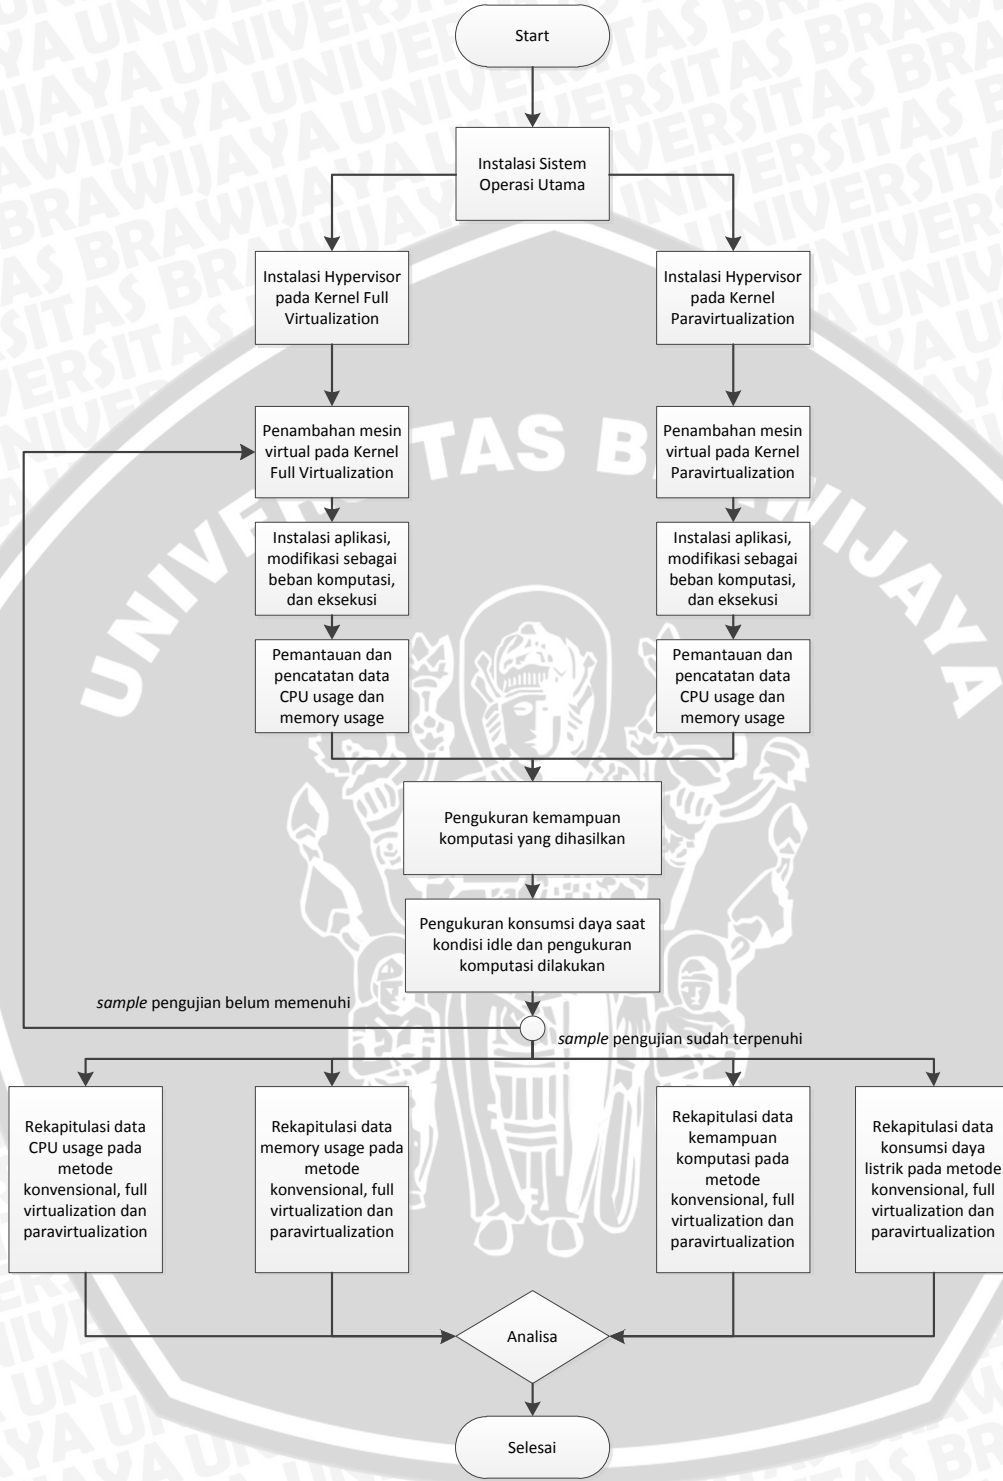 Start
Instalasi Sistem
Operasi Utama
Instalasi Hypervisor
pada Kernel Full
Virtualization
Instalasi Hypervisor
pada Kernel
Paravirtualization
Penambahan mesin
virtual pada Kernel
Full Virtualization
Penambahan mesin
virtual pada Kernel
Paravirtualization
Instalasi aplikasi,
modifikasi sebagai
beban komputasi,
dan eksekusi
Instalasi aplikasi,
modifikasi sebagai
beban komputasi,
dan eksekusi
Pemantauan dan
pencatatan data
CPU usage dan
memory usage
Pemantauan dan
pencatatan data
CPU usage dan
memory usage
Pengukuran kemampuan
komputasi yang dihasilkan
Pengukuran konsumsi daya saat
kondisi idle dan pengukuran
komputasi dilakukan
sample pengujian belum memenuhi
sample pengujian sudah terpenuhi
Rekapitulasi data
CPU usage pada
metode
konvensional, full
virtualization dan
paravirtualization
Rekapitulasi data
memory usage pada
metode
konvensional, full
virtualization dan
paravirtualization
Rekapitulasi data
kemampuan
komputasi pada
metode
konvensional, full
virtualization dan
paravirtualization
Rekapitulasi data
konsumsi daya
listrik pada metode
konvensional, full
virtualization dan
paravirtualization
Analisa
Selesai
UNIVERSITAS BRAWIJAYA